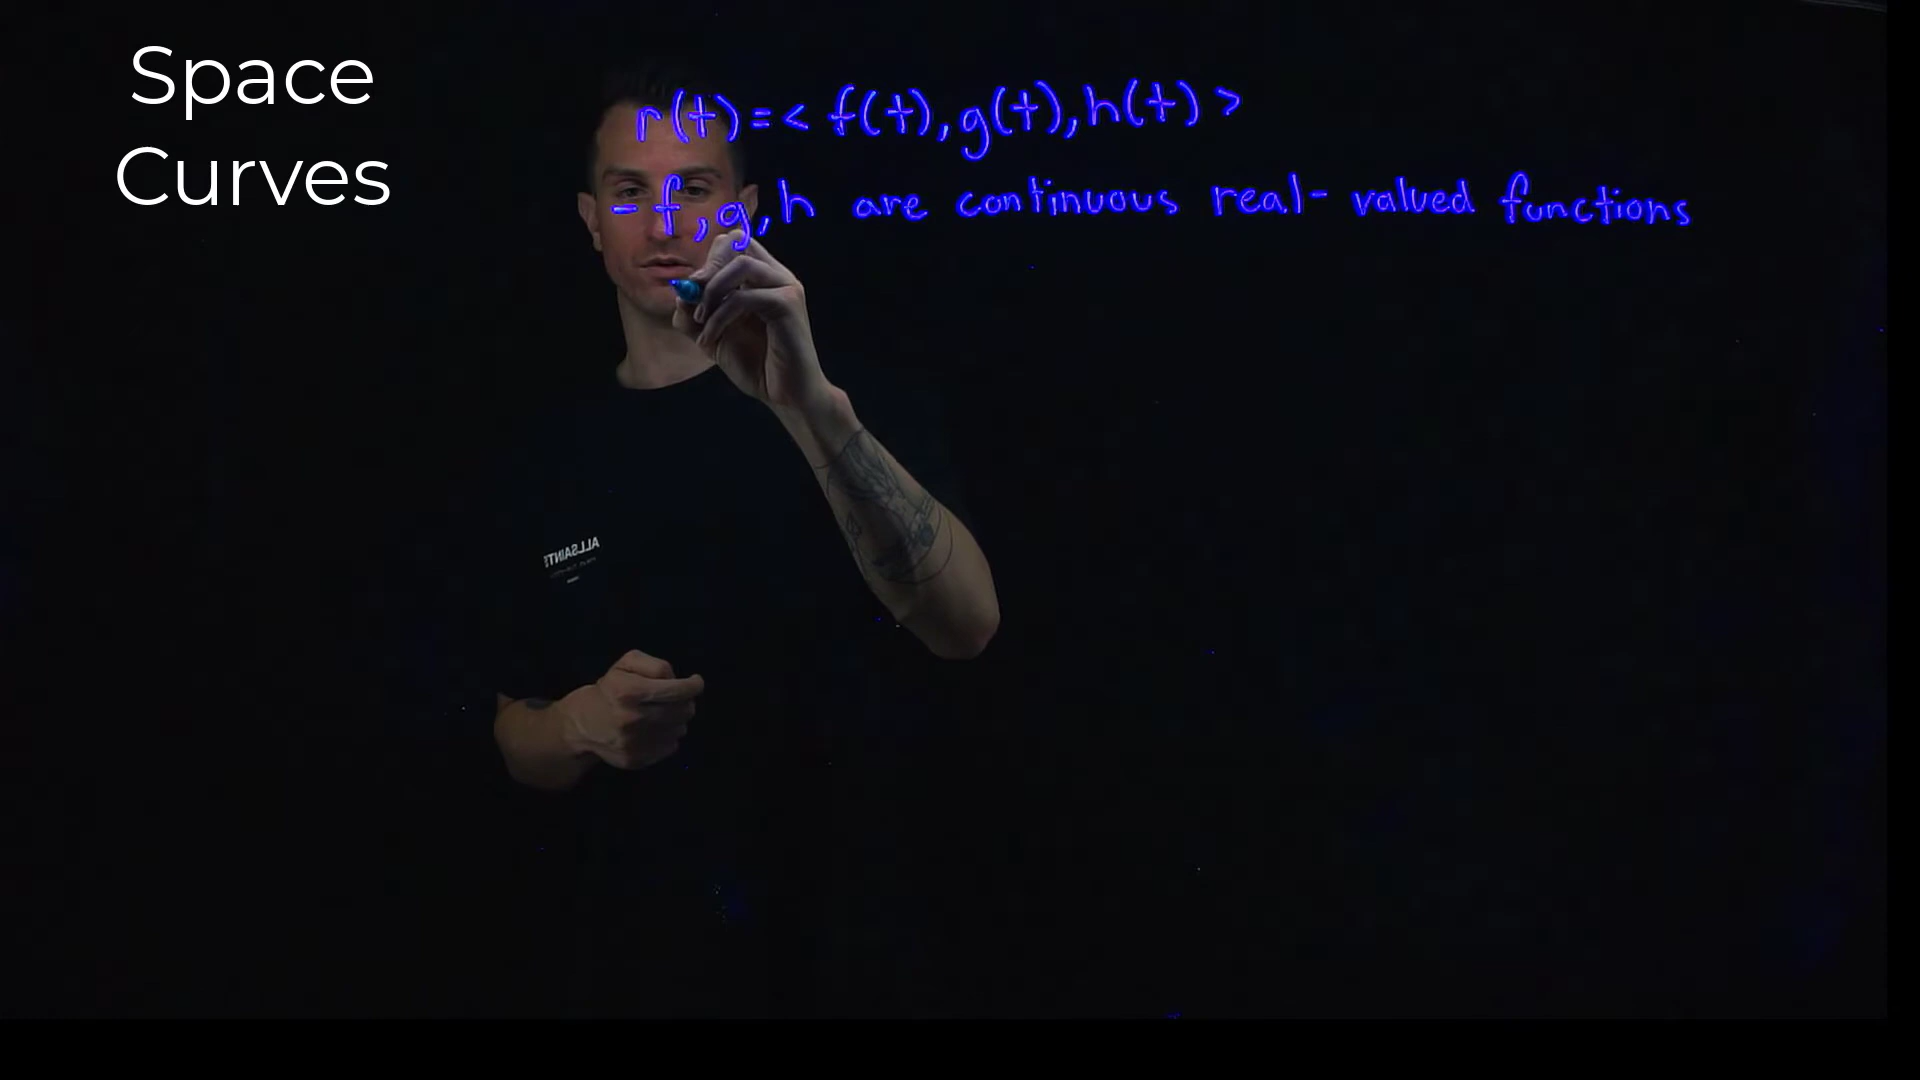 Space
Curves
r(t) = < f(t), g(t), h(t) >
- f, g, h are continuous real-valued functions